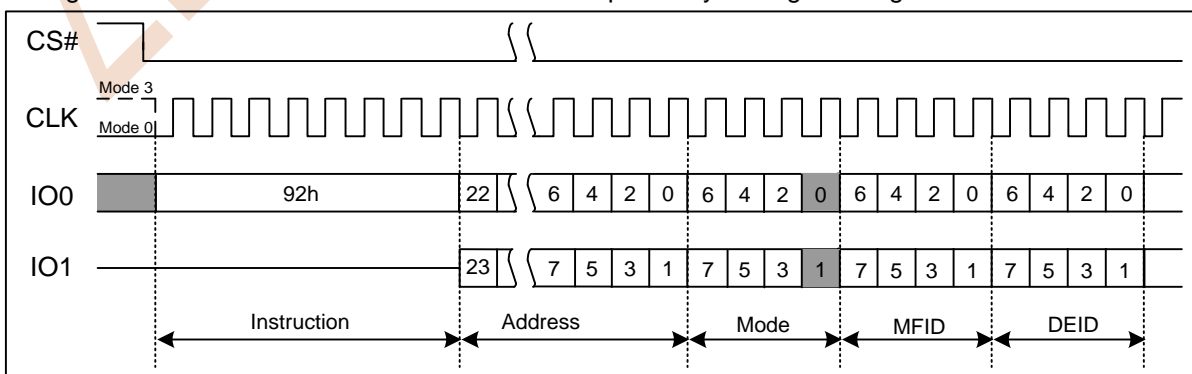 CS#
Mode 3
CLK
Mode 0
IO0
92h
22 6 4 2 0 6 4 2 0 6 4 2 0 6 4 2 0
IO1
23 7 5 3 1 7 5 3 1 7 5 3 1 7 5 3 1
Instruction Address Mode MFID DEID